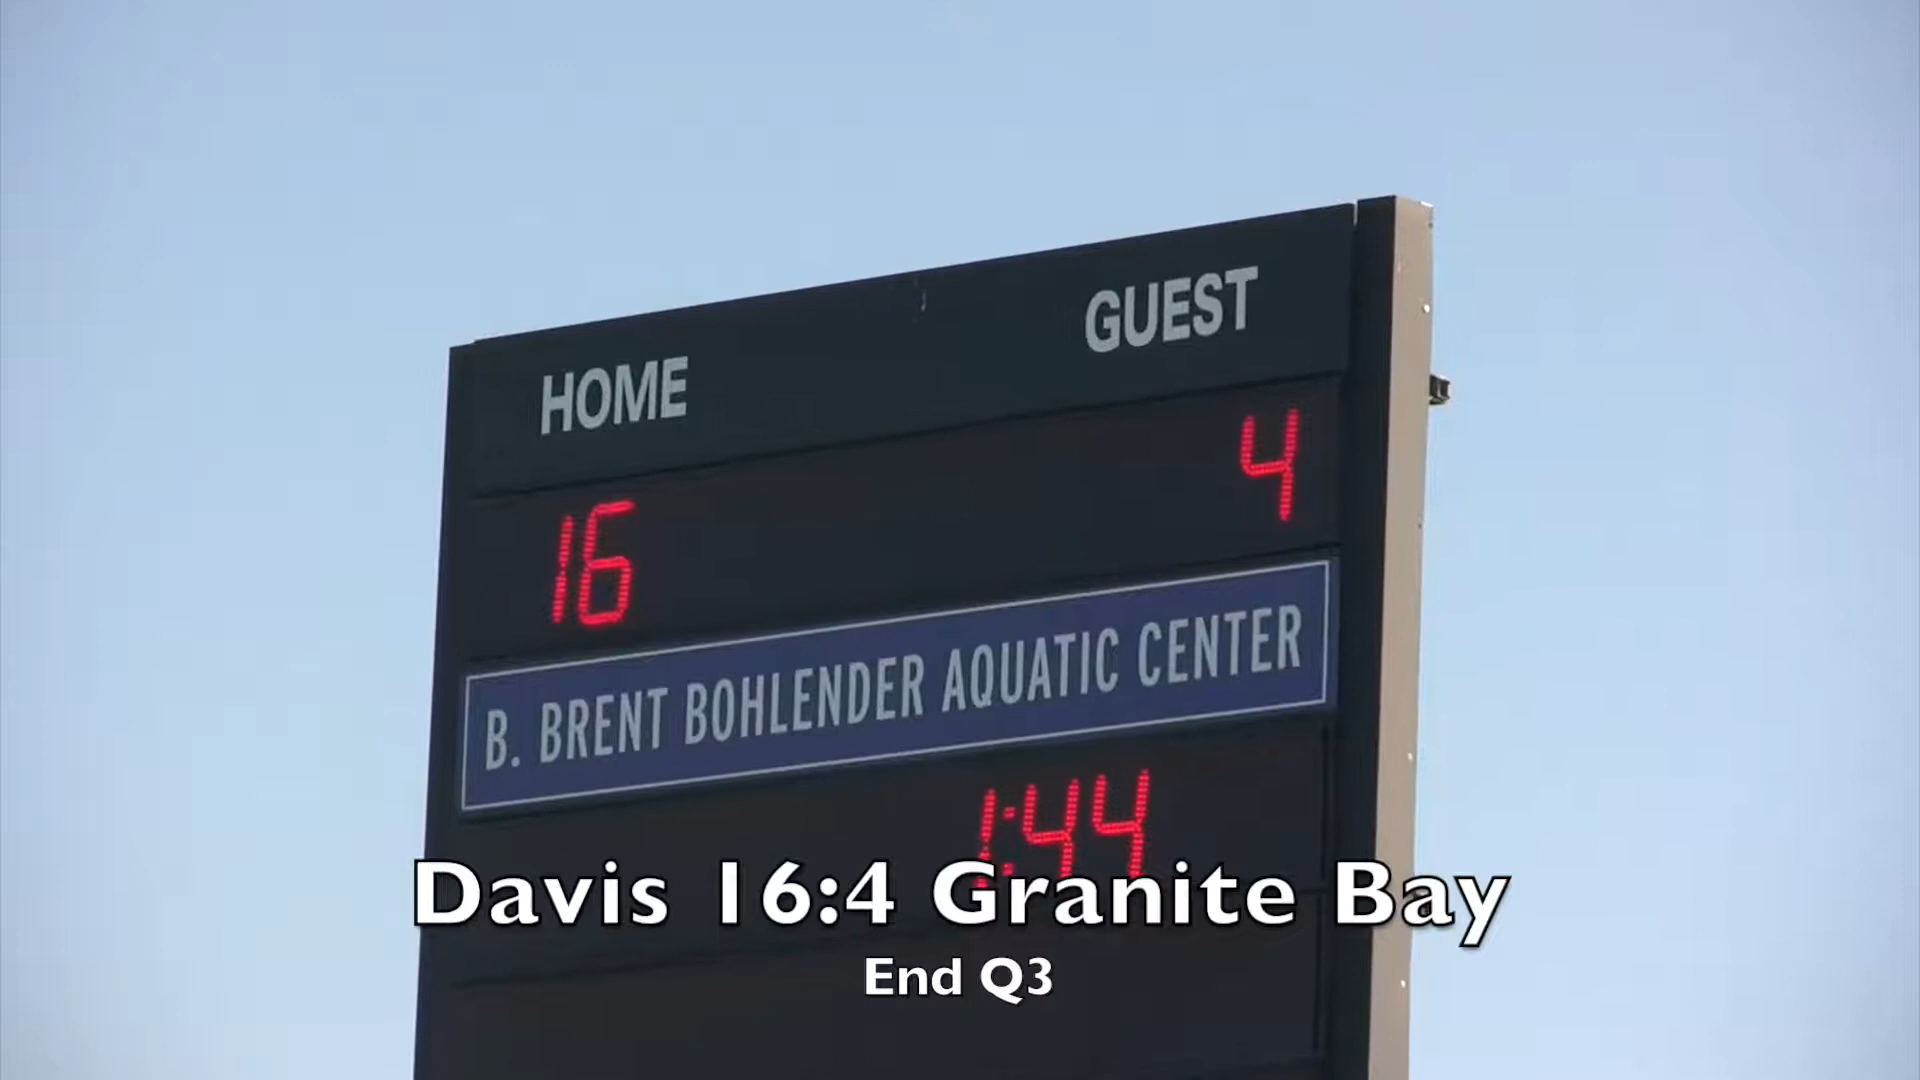 HOME GUEST
16 4
B. BRENT BOHLENDER AQUATIC CENTER
1:44
Davis 16:4 Granite Bay
End Q3